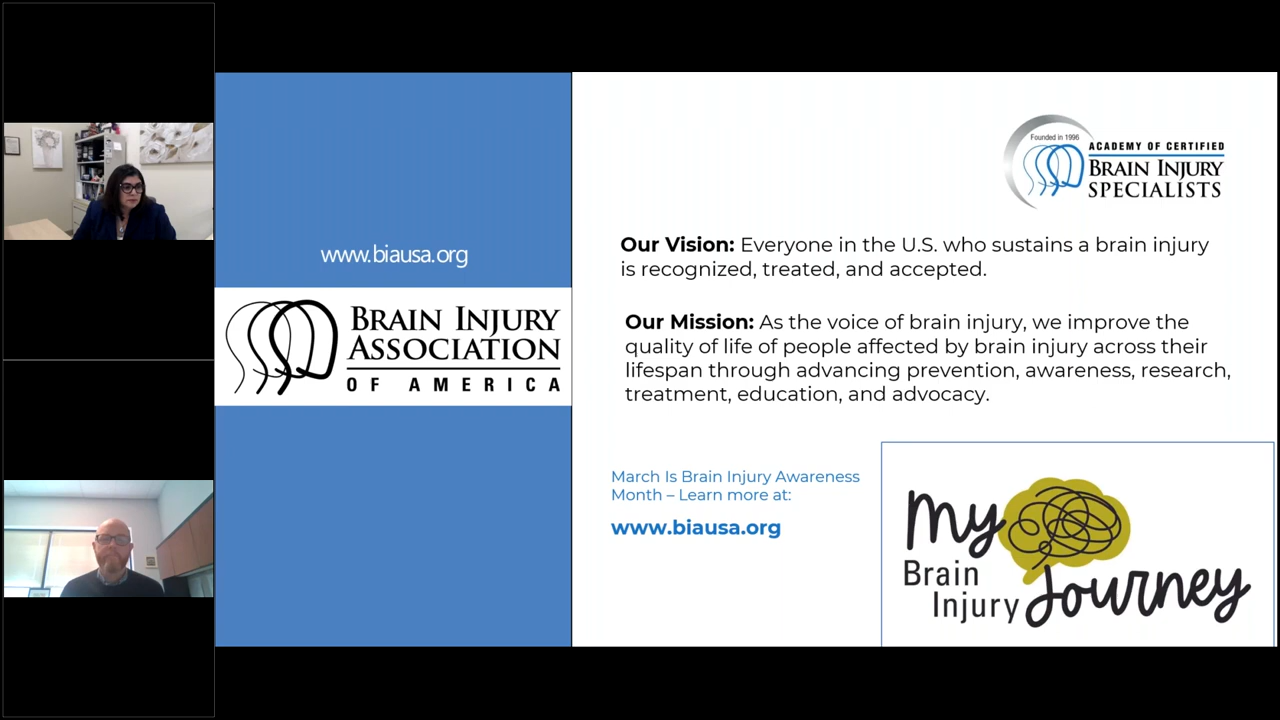 www.biausa.org
BRAIN INJURY
ASSOCIATION
OF AMERICA
Founded in 1996
ACADEMY OF CERTIFIED
BRAIN INJURY
SPECIALISTS
Our Vision: Everyone in the U.S. who sustains a brain injury
is recognized, treated, and accepted.
Our Mission: As the voice of brain injury, we improve the
quality of life of people affected by brain injury across their
lifespan through advancing prevention, awareness, research,
treatment, education, and advocacy.
March Is Brain Injury Awareness
Month – Learn more at:
www.biausa.org
My
Brain
Injury Journey